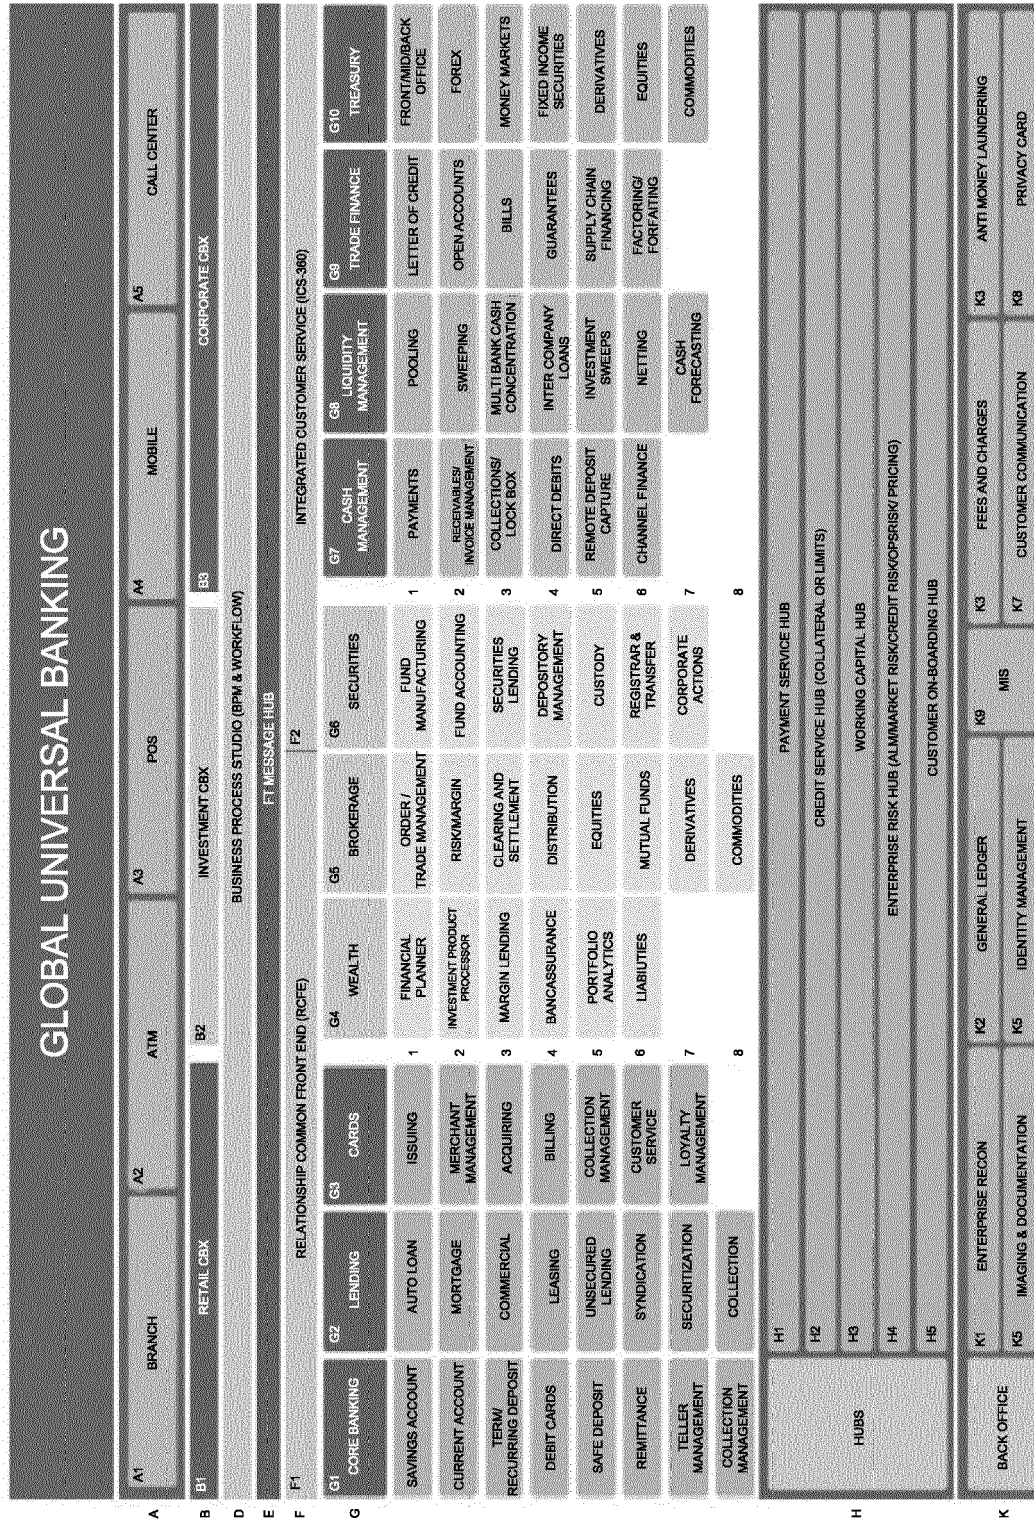 GLOBAL UNIVERSAL BANKING
A
A1 BRANCH
A2 ATM
A3 POS
A4 MOBILE
A5 CALL CENTER
B
B1 RETAIL CBX
B2 INVESTMENT CBX
B3 CORPORATE CBX
D
BUSINESS PROCESS STUDIO (BPM & WORKFLOW)
E
FT MESSAGE HUB
F
F1 RELATIONSHIP COMMON FRONT END (RCFE)
F2 INTEGRATED CUSTOMER SERVICE (ICS-360)
G
G1 CORE BANKING
SAVINGS ACCOUNT
CURRENT ACCOUNT
TERM/
RECURRING DEPOSIT
DEBIT CARDS
SAFE DEPOSIT
REMITTANCE
TELLER
MANAGEMENT
COLLECTION
MANAGEMENT
G2 LENDING
AUTO LOAN
MORTGAGE
COMMERCIAL
LEASING
UNSECURED
LENDING
SYNDICATION
SECURITIZATION
COLLECTION
G3 CARDS
ISSUING
MERCHANT
MANAGEMENT
ACQUIRING
BILLING
COLLECTION
MANAGEMENT
CUSTOMER
SERVICE
LOYALTY
MANAGEMENT
1
2
3
4
5
6
7
8
G4 WEALTH
FINANCIAL
PLANNER
INVESTMENT PRODUCT
PROCESSOR
MARGIN LENDING
BANCASSURANCE
PORTFOLIO
ANALYTICS
LIABIUTIES
G5 BROKERAGE
ORDER /
TRADE MANAGEMENT
RISK/MARGIN
CLEARING AND
SETTLEMENT
DISTRIBUTION
EQUITIES
MUTUAL FUNDS
DERIVATIVES
COMMODITIES
G6 SECURITIES
FUND
MANUFACTURING
FUND ACCOUNTING
SECURITIES
LENDING
DEPOSITORY
MANAGEMENT
CUSTODY
REGISTRAR &
TRANSFER
CORPORATE
ACTIONS
1
2
3
4
5
6
7
8
G7 CASH
MANAGEMENT
PAYMENTS
RECEIVABLES/
INVOICE MANAGEMENT
COLLECTIONS/
LOCK BOX
DIRECT DEBITS
REMOTE DEPOSIT
CAPTURE
CHANNEL FINANCE
G8 LIQUIDITY
MANAGEMENT
POOLING
SWEEPING
MULTI BANK CASH
CONCENTRATION
INTER COMPANY
LOANS
INVESTMENT
SWEEPS
NETTING
CASH
FORECASTING
G9 TRADE FINANCE
LETTER OF CREDIT
OPEN ACCOUNTS
BILLS
GUARANTEES
SUPPLY CHAIN
FINANCING
FACTORING/
FORFAITING
G10 TREASURY
FRONT/MID/BACK
OFFICE
FOREX
MONEY MARKETS
FIXED INCOME
SECURITIES
DERIVATIVES
EQUITIES
COMMODITIES
H
HUBS
H1 PAYMENT SERVICE HUB
H2 CREDIT SERVICE HUB (COLLATERAL OR LIMITS)
H3 WORKING CAPITAL HUB
H4 ENTERPRISE RISK HUB (ALM/MARKET RISK/CREDIT RISK/OPSRISK/ PRICING)
H5 CUSTOMER ON-BOARDING HUB
K
BACK OFFICE
K1 ENTERPRISE RECON
K2 GENERAL LEDGER
K9 MIS
K3 FEES AND CHARGES
K3 ANTI MONEY LAUNDERING
K5 IMAGING & DOCUMENTATION
K5 IDENTITY MANAGEMENT
K7 CUSTOMER COMMUNICATION
K8 PRIVACY CARD